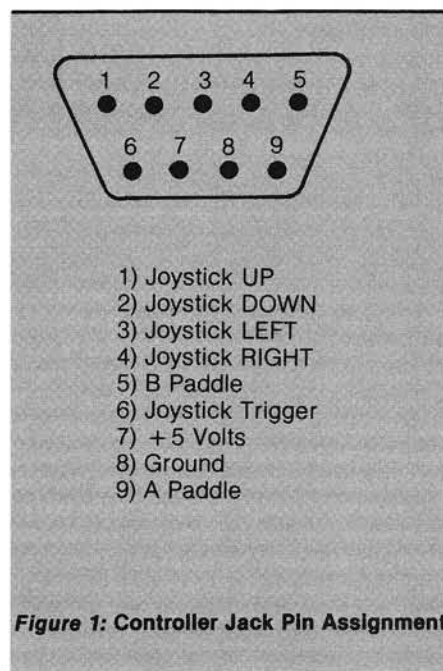 1 2 3 4 5
6 7 8 9
1) Joystick UP
2) Joystick DOWN
3) Joystick LEFT
4) Joystick RIGHT
5) B Paddle
6) Joystick Trigger
7) +5 Volts
8) Ground
9) A Paddle
Figure 1: Controller Jack Pin Assignment